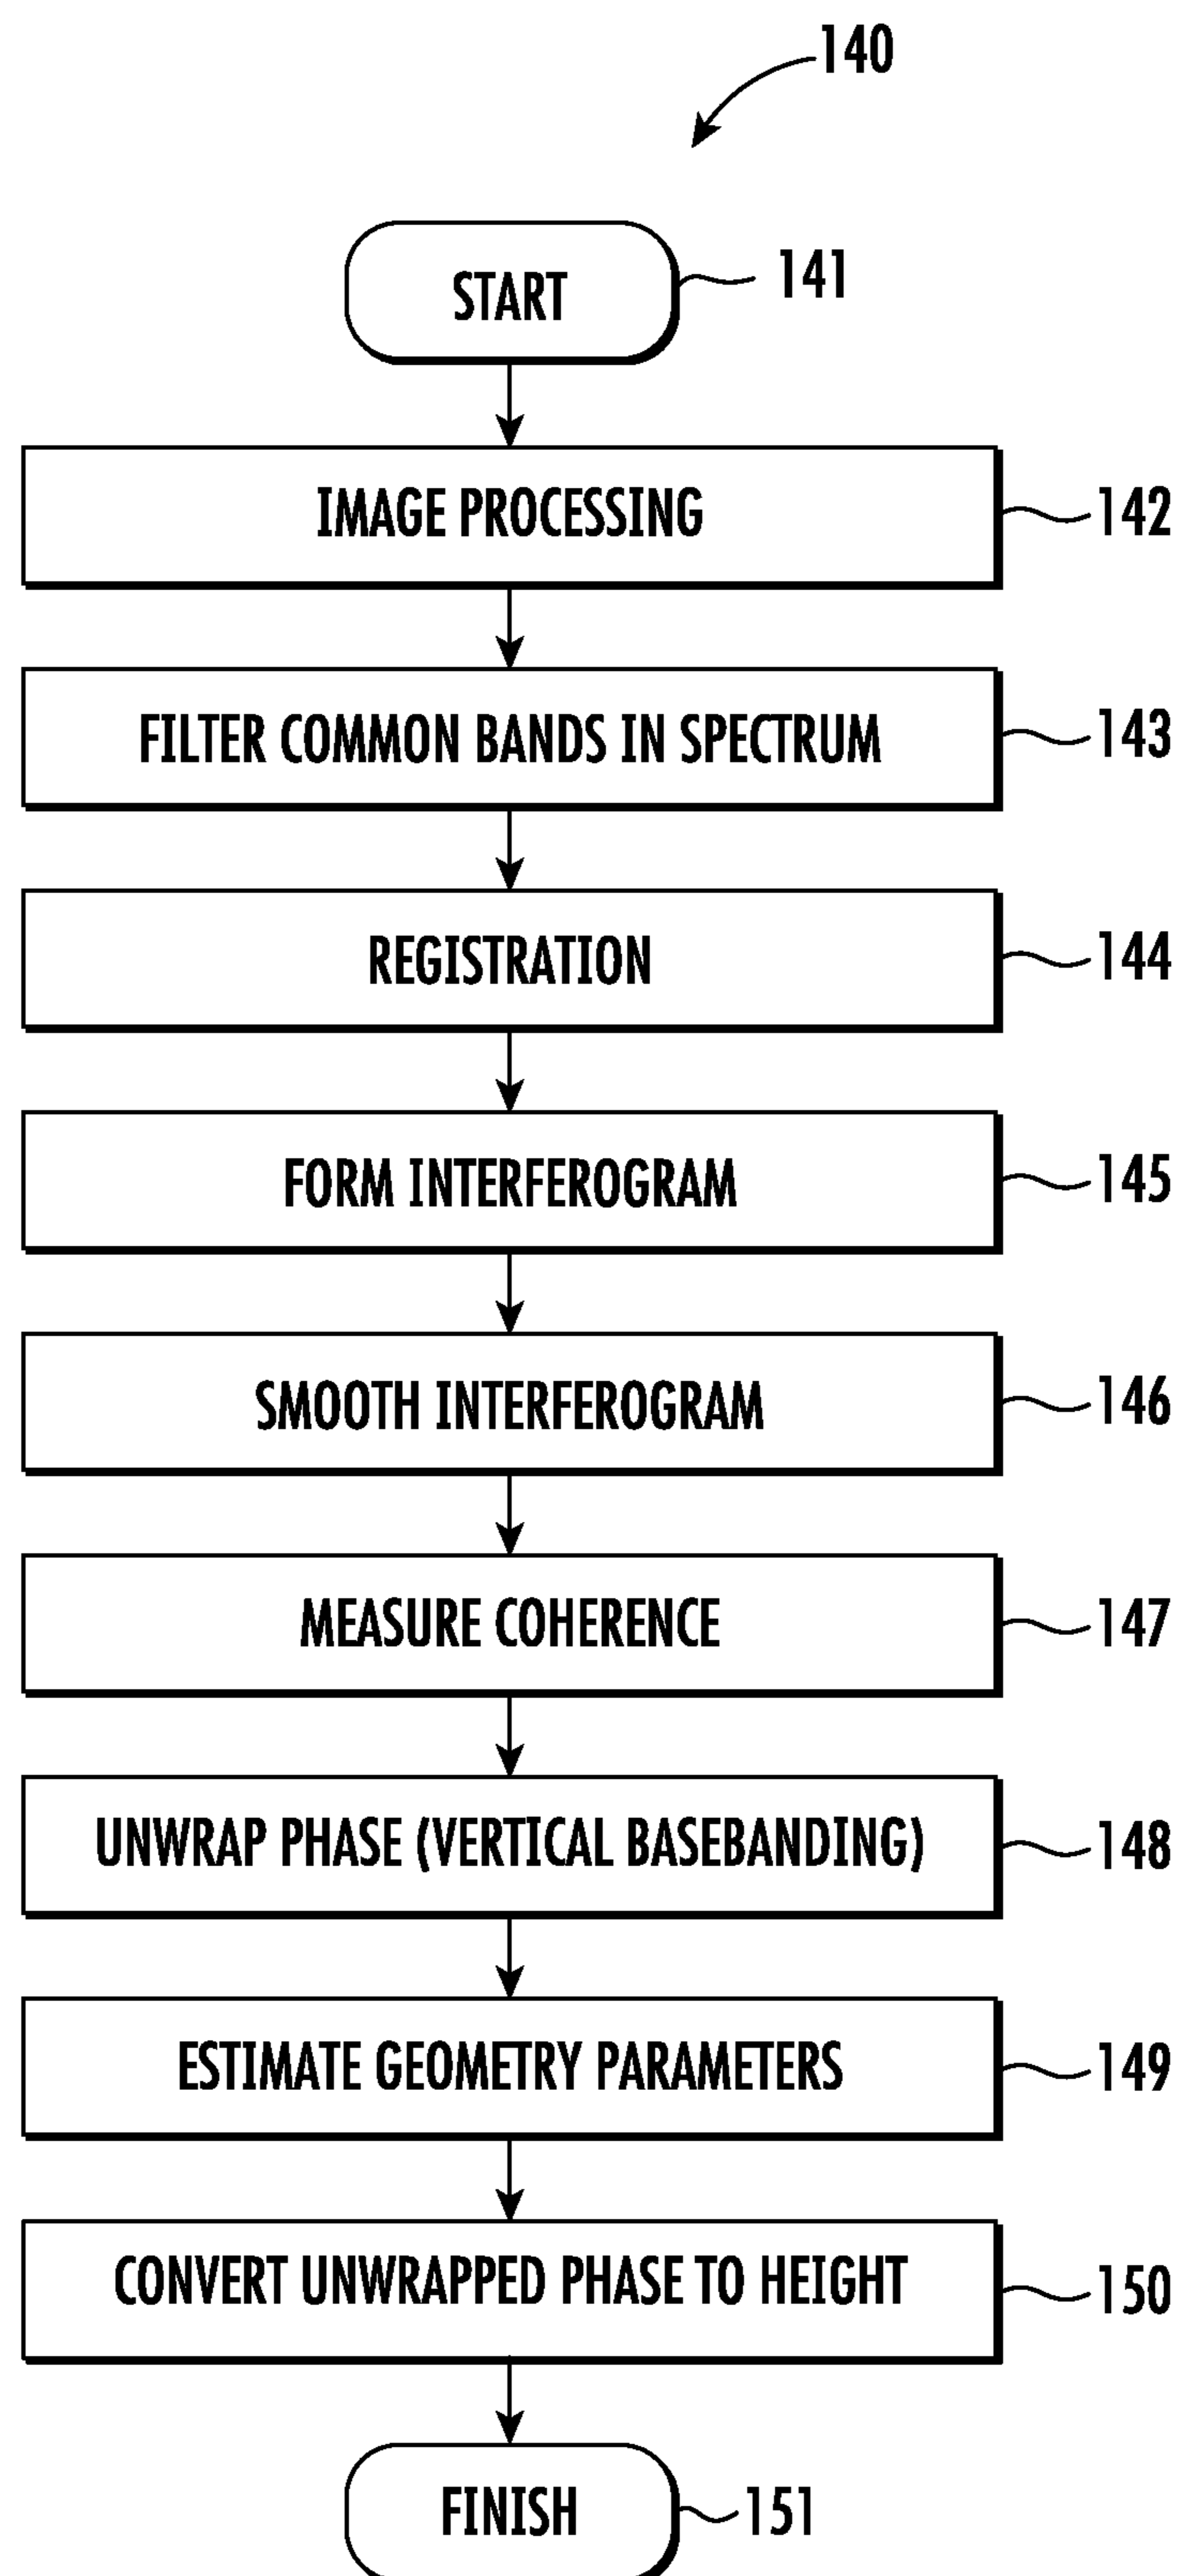 140
START
141
IMAGE PROCESSING
142
FILTER COMMON BANDS IN SPECTRUM
143
REGISTRATION
144
FORM INTERFEROGRAM
145
SMOOTH INTERFEROGRAM
146
MEASURE COHERENCE
147
UNWRAP PHASE (VERTICAL BASEBANDING)
148
ESTIMATE GEOMETRY PARAMETERS
149
CONVERT UNWRAPPED PHASE TO HEIGHT
150
FINISH
151